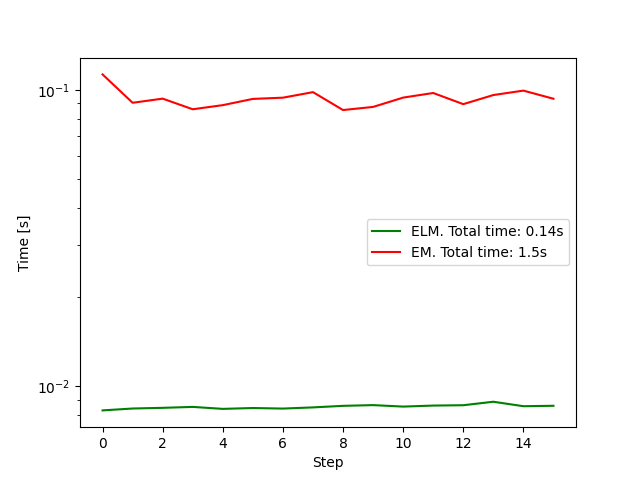 10⁻¹
10⁻²
Time [s]
ELM. Total time: 0.14s
EM. Total time: 1.5s
0 2 4 6 8 10 12 14
Step